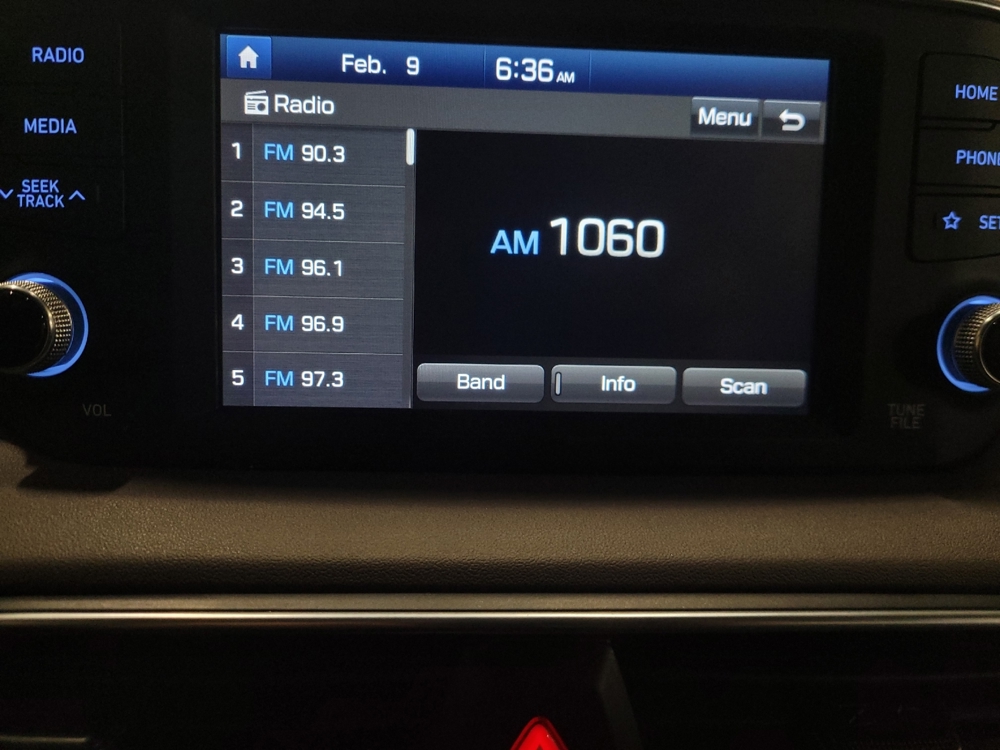 RADIO
MEDIA
SEEK
TRACK
VOL
Feb. 9 6:36 AM
Radio
Menu
1 FM 90.3
2 FM 94.5
3 FM 96.1
4 FM 96.9
5 FM 97.3
AM 1060
Band Info Scan
HOME
PHONE
SET
TUNE
FILE